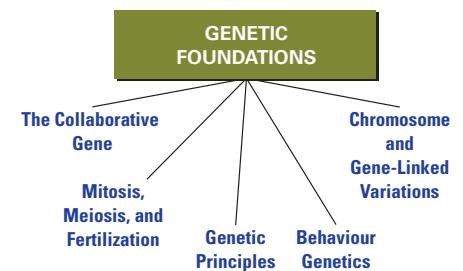 GENETIC
FOUNDATIONS
The Collaborative
Gene
Mitosis,
Meiosis, and
Fertilization
Genetic
Principles
Behaviour
Genetics
Chromosome
and
Gene-Linked
Variations